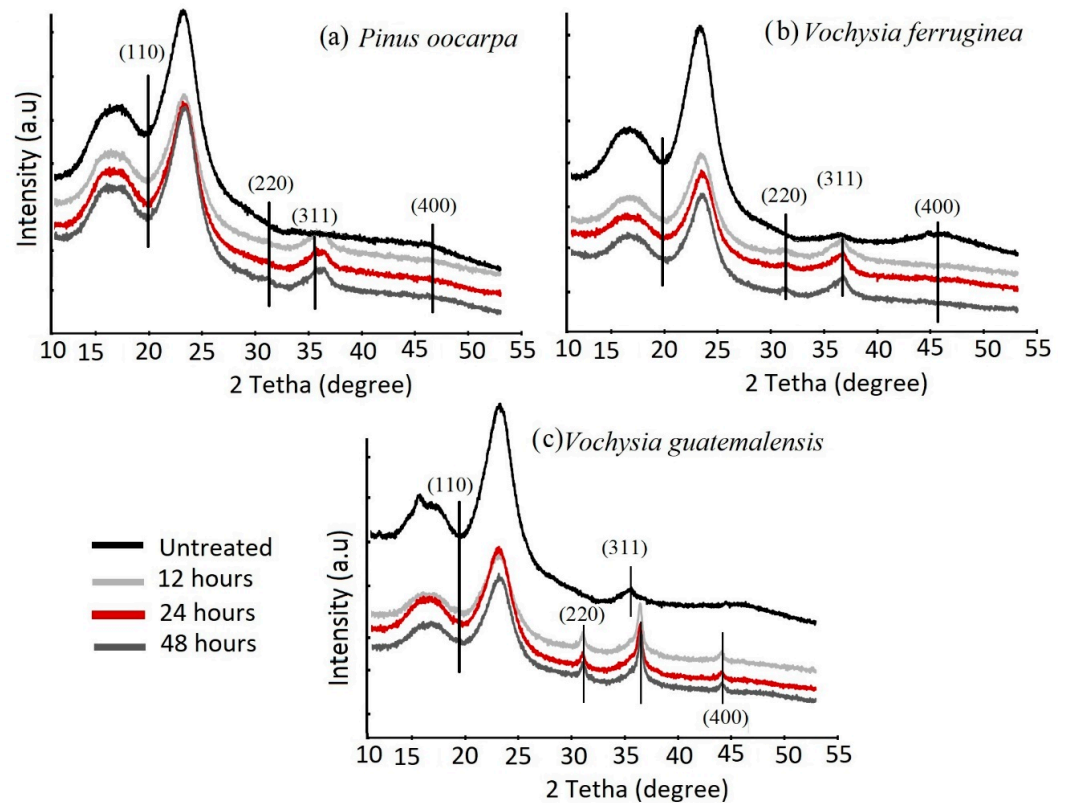 (a) Pinus oocarpa
(110)
(220)
(311)
(400)
Intensity (a.u)
10 15 20 25 30 35 40 45 50 55
2 Tetha (degree)
(b) Vochysia ferruginea
(220)
(311)
(400)
Intensity (a.u)
10 15 20 25 30 35 40 45 50 55
2 Tetha (degree)
(c) Vochysia guatemalensis
(110)
(311)
(220)
(400)
Intensity (a.u)
10 15 20 25 30 35 40 45 50 55
2 Tetha (degree)
Untreated
12 hours
24 hours
48 hours